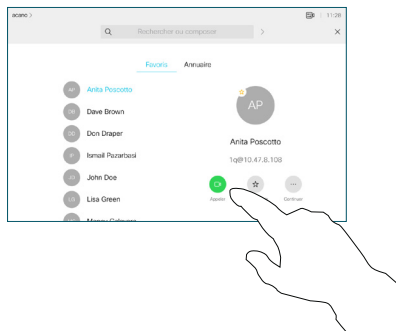 acano > 11:28
Rechercher ou composer >
Favoris Annuaire
AP Anita Poscotto
DB Dave Brown
DD Don Draper
IP Ismail Pazarbasi
JD John Doe
LG Lisa Green
AP
Anita Poscotto
1q@10.47.8.108
Appeler Continuer